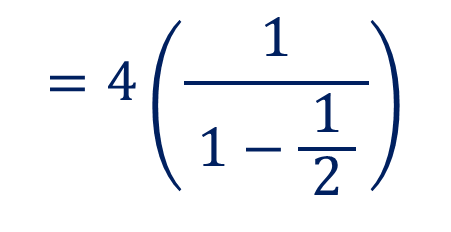 = 4 ( 1 / (1 − 1/2) )